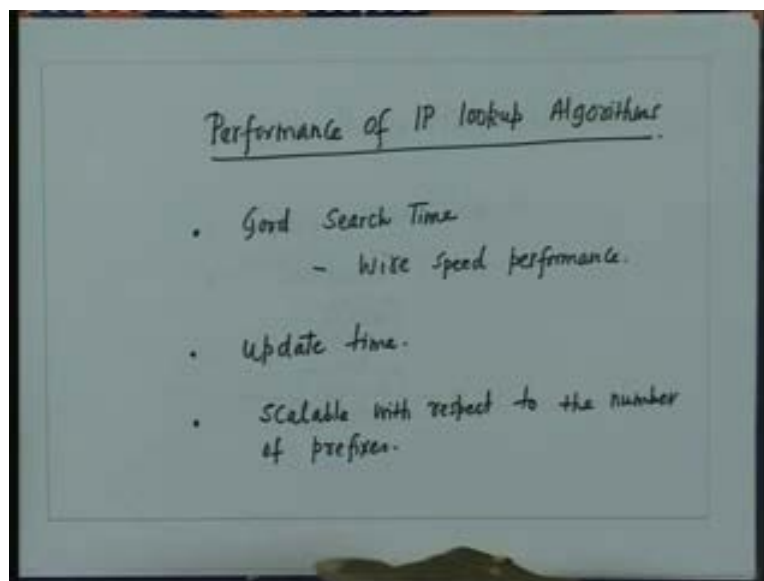 Performance of IP lookup Algorithms.
• Good Search Time
- Wire speed performance.
• Update time.
• Scalable with respect to the number
of prefixes.